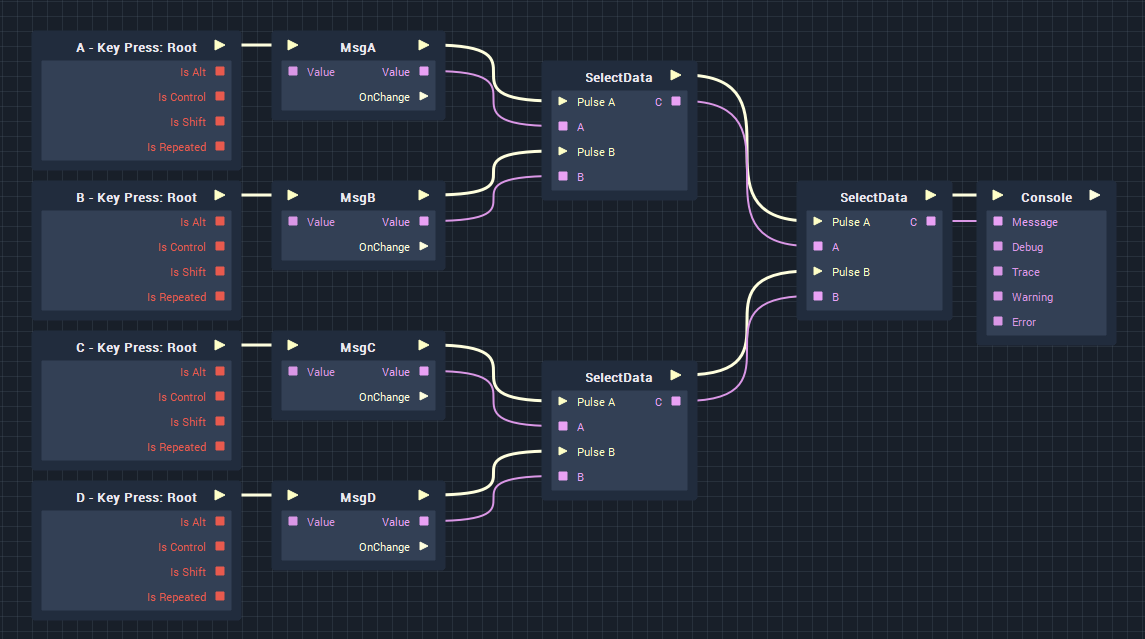 A - Key Press: Root
Is Alt
Is Control
Is Shift
Is Repeated
MsgA
Value Value
OnChange
B - Key Press: Root
Is Alt
Is Control
Is Shift
Is Repeated
MsgB
Value Value
OnChange
SelectData
Pulse A C
A
Pulse B
B
C - Key Press: Root
Is Alt
Is Control
Is Shift
Is Repeated
MsgC
Value Value
OnChange
D - Key Press: Root
Is Alt
Is Control
Is Shift
Is Repeated
MsgD
Value Value
OnChange
SelectData
Pulse A C
A
Pulse B
B
SelectData
Pulse A C
A
Pulse B
B
Console
Message
Debug
Trace
Warning
Error